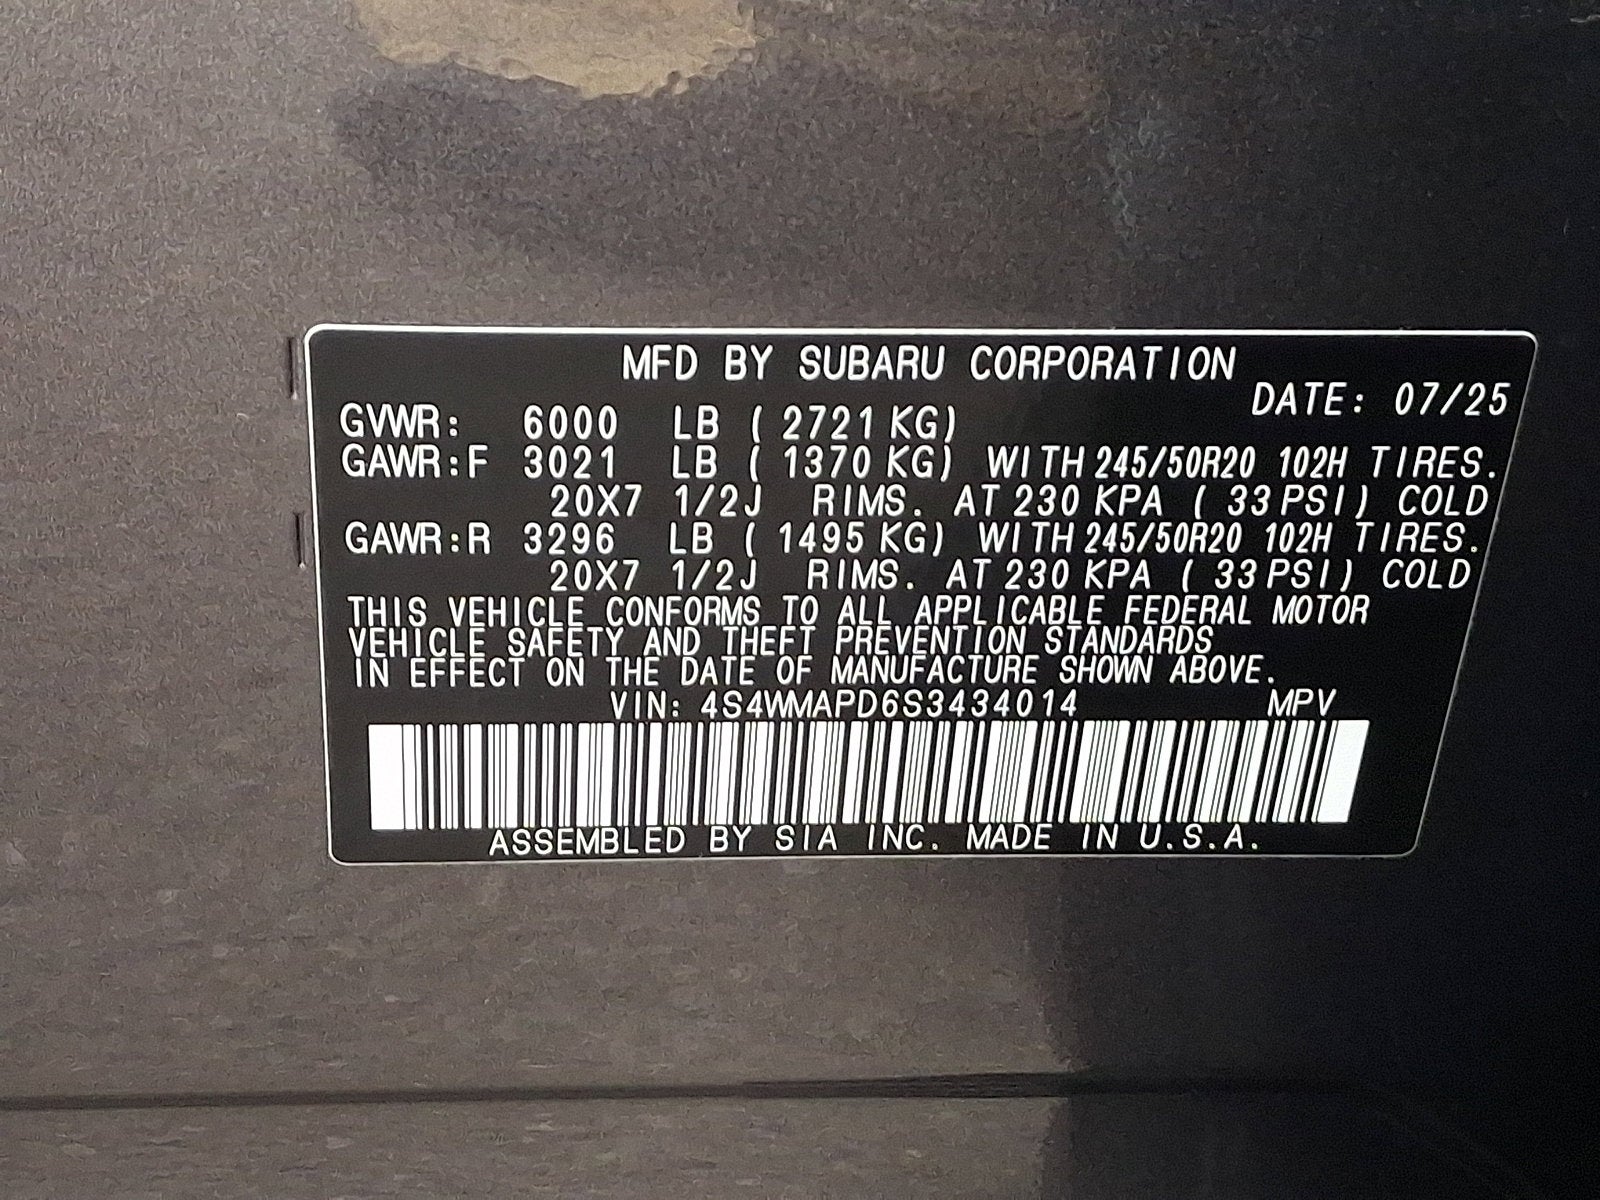 MFD BY SUBARU CORPORATION
DATE: 07/25
GVWR: 6000 LB ( 2721 KG)
GAWR:F 3021 LB ( 1370 KG) WITH 245/50R20 102H TIRES.
20X7 1/2J RIMS. AT 230 KPA ( 33 PSI) COLD
GAWR:R 3296 LB ( 1495 KG) WITH 245/50R20 102H TIRES.
20X7 1/2J RIMS. AT 230 KPA ( 33 PSI) COLD
THIS VEHICLE CONFORMS TO ALL APPLICABLE FEDERAL MOTOR
VEHICLE SAFETY AND THEFT PREVENTION STANDARDS
IN EFFECT ON THE DATE OF MANUFACTURE SHOWN ABOVE.
VIN: 4S4WMAPD6S3434014 MPV
ASSEMBLED BY SIA INC. MADE IN U.S.A.